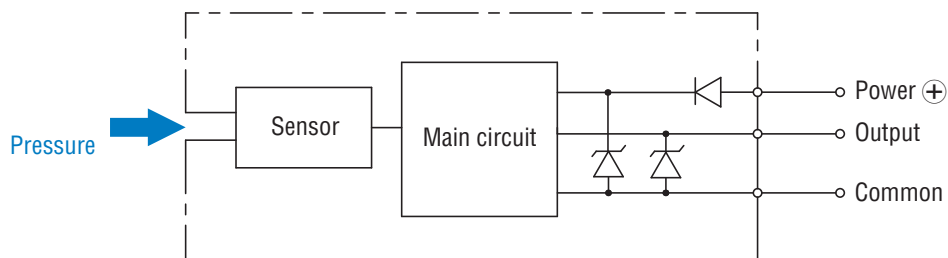 Pressure
Sensor
Main circuit
Power ⊕
Output
Common